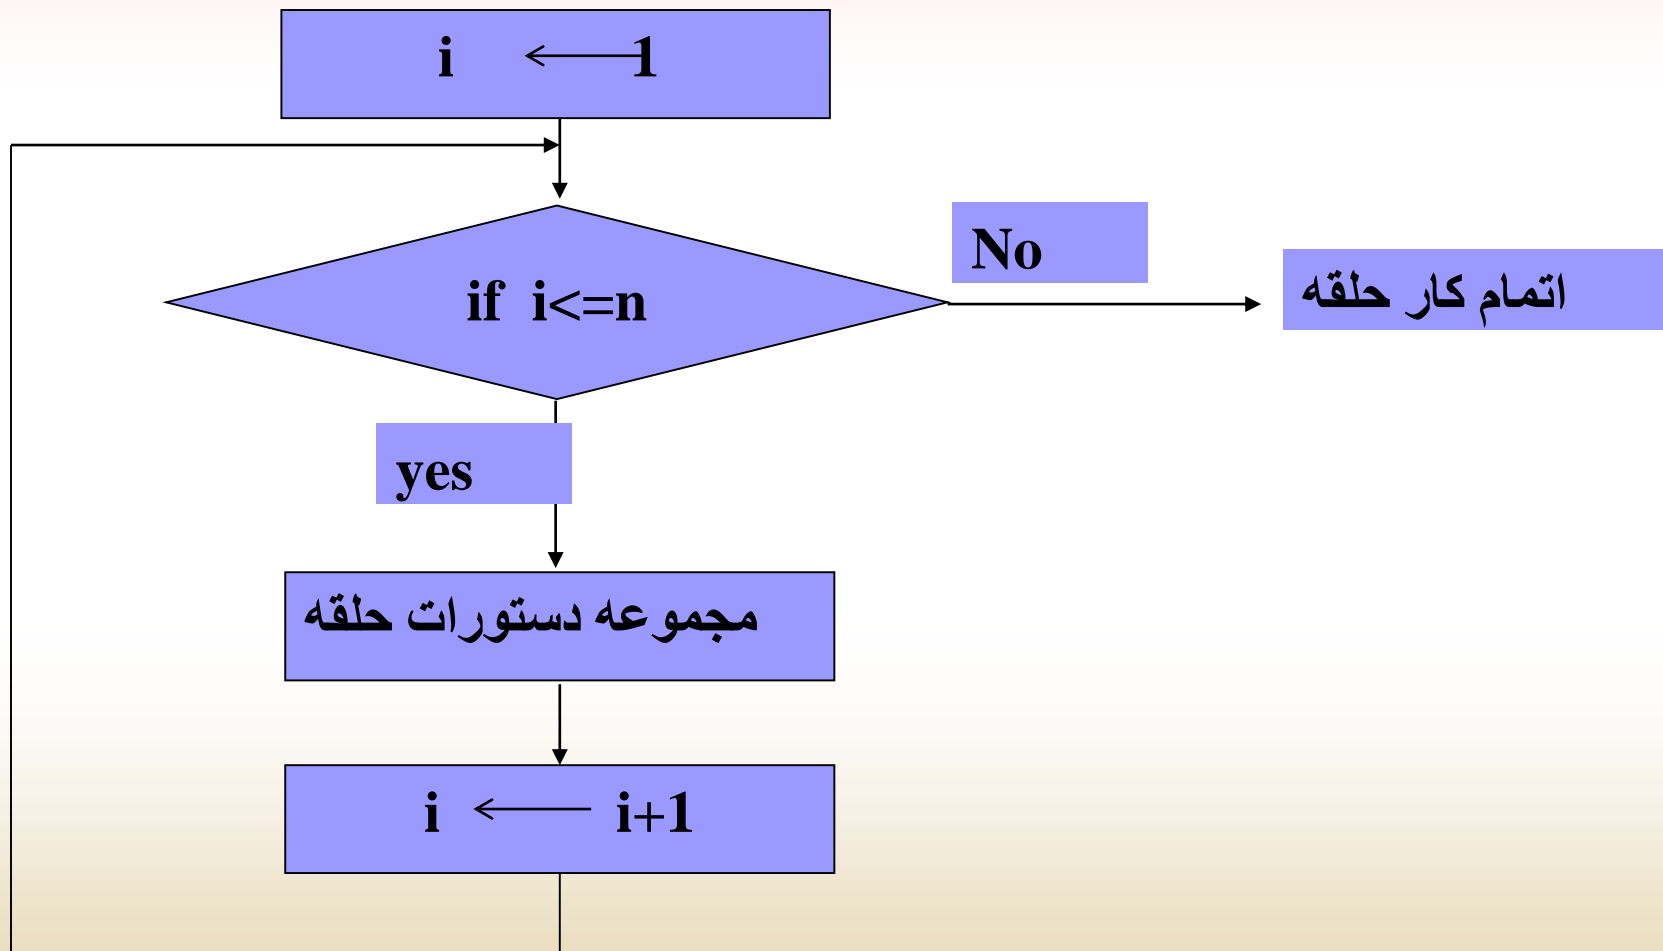 i ← 1
if i<=n
No
اتمام کار حلقه
yes
مجموعه دستورات حلقه
i ← i+1